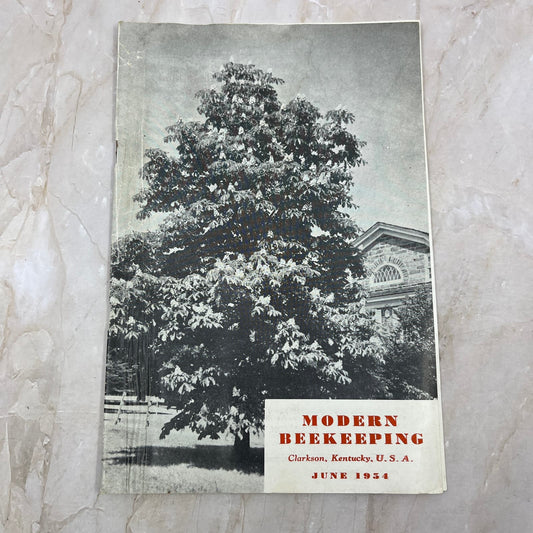 MODERN
BEEKEEPING
Clarkson, Kentucky, U. S. A.
JUNE 1954